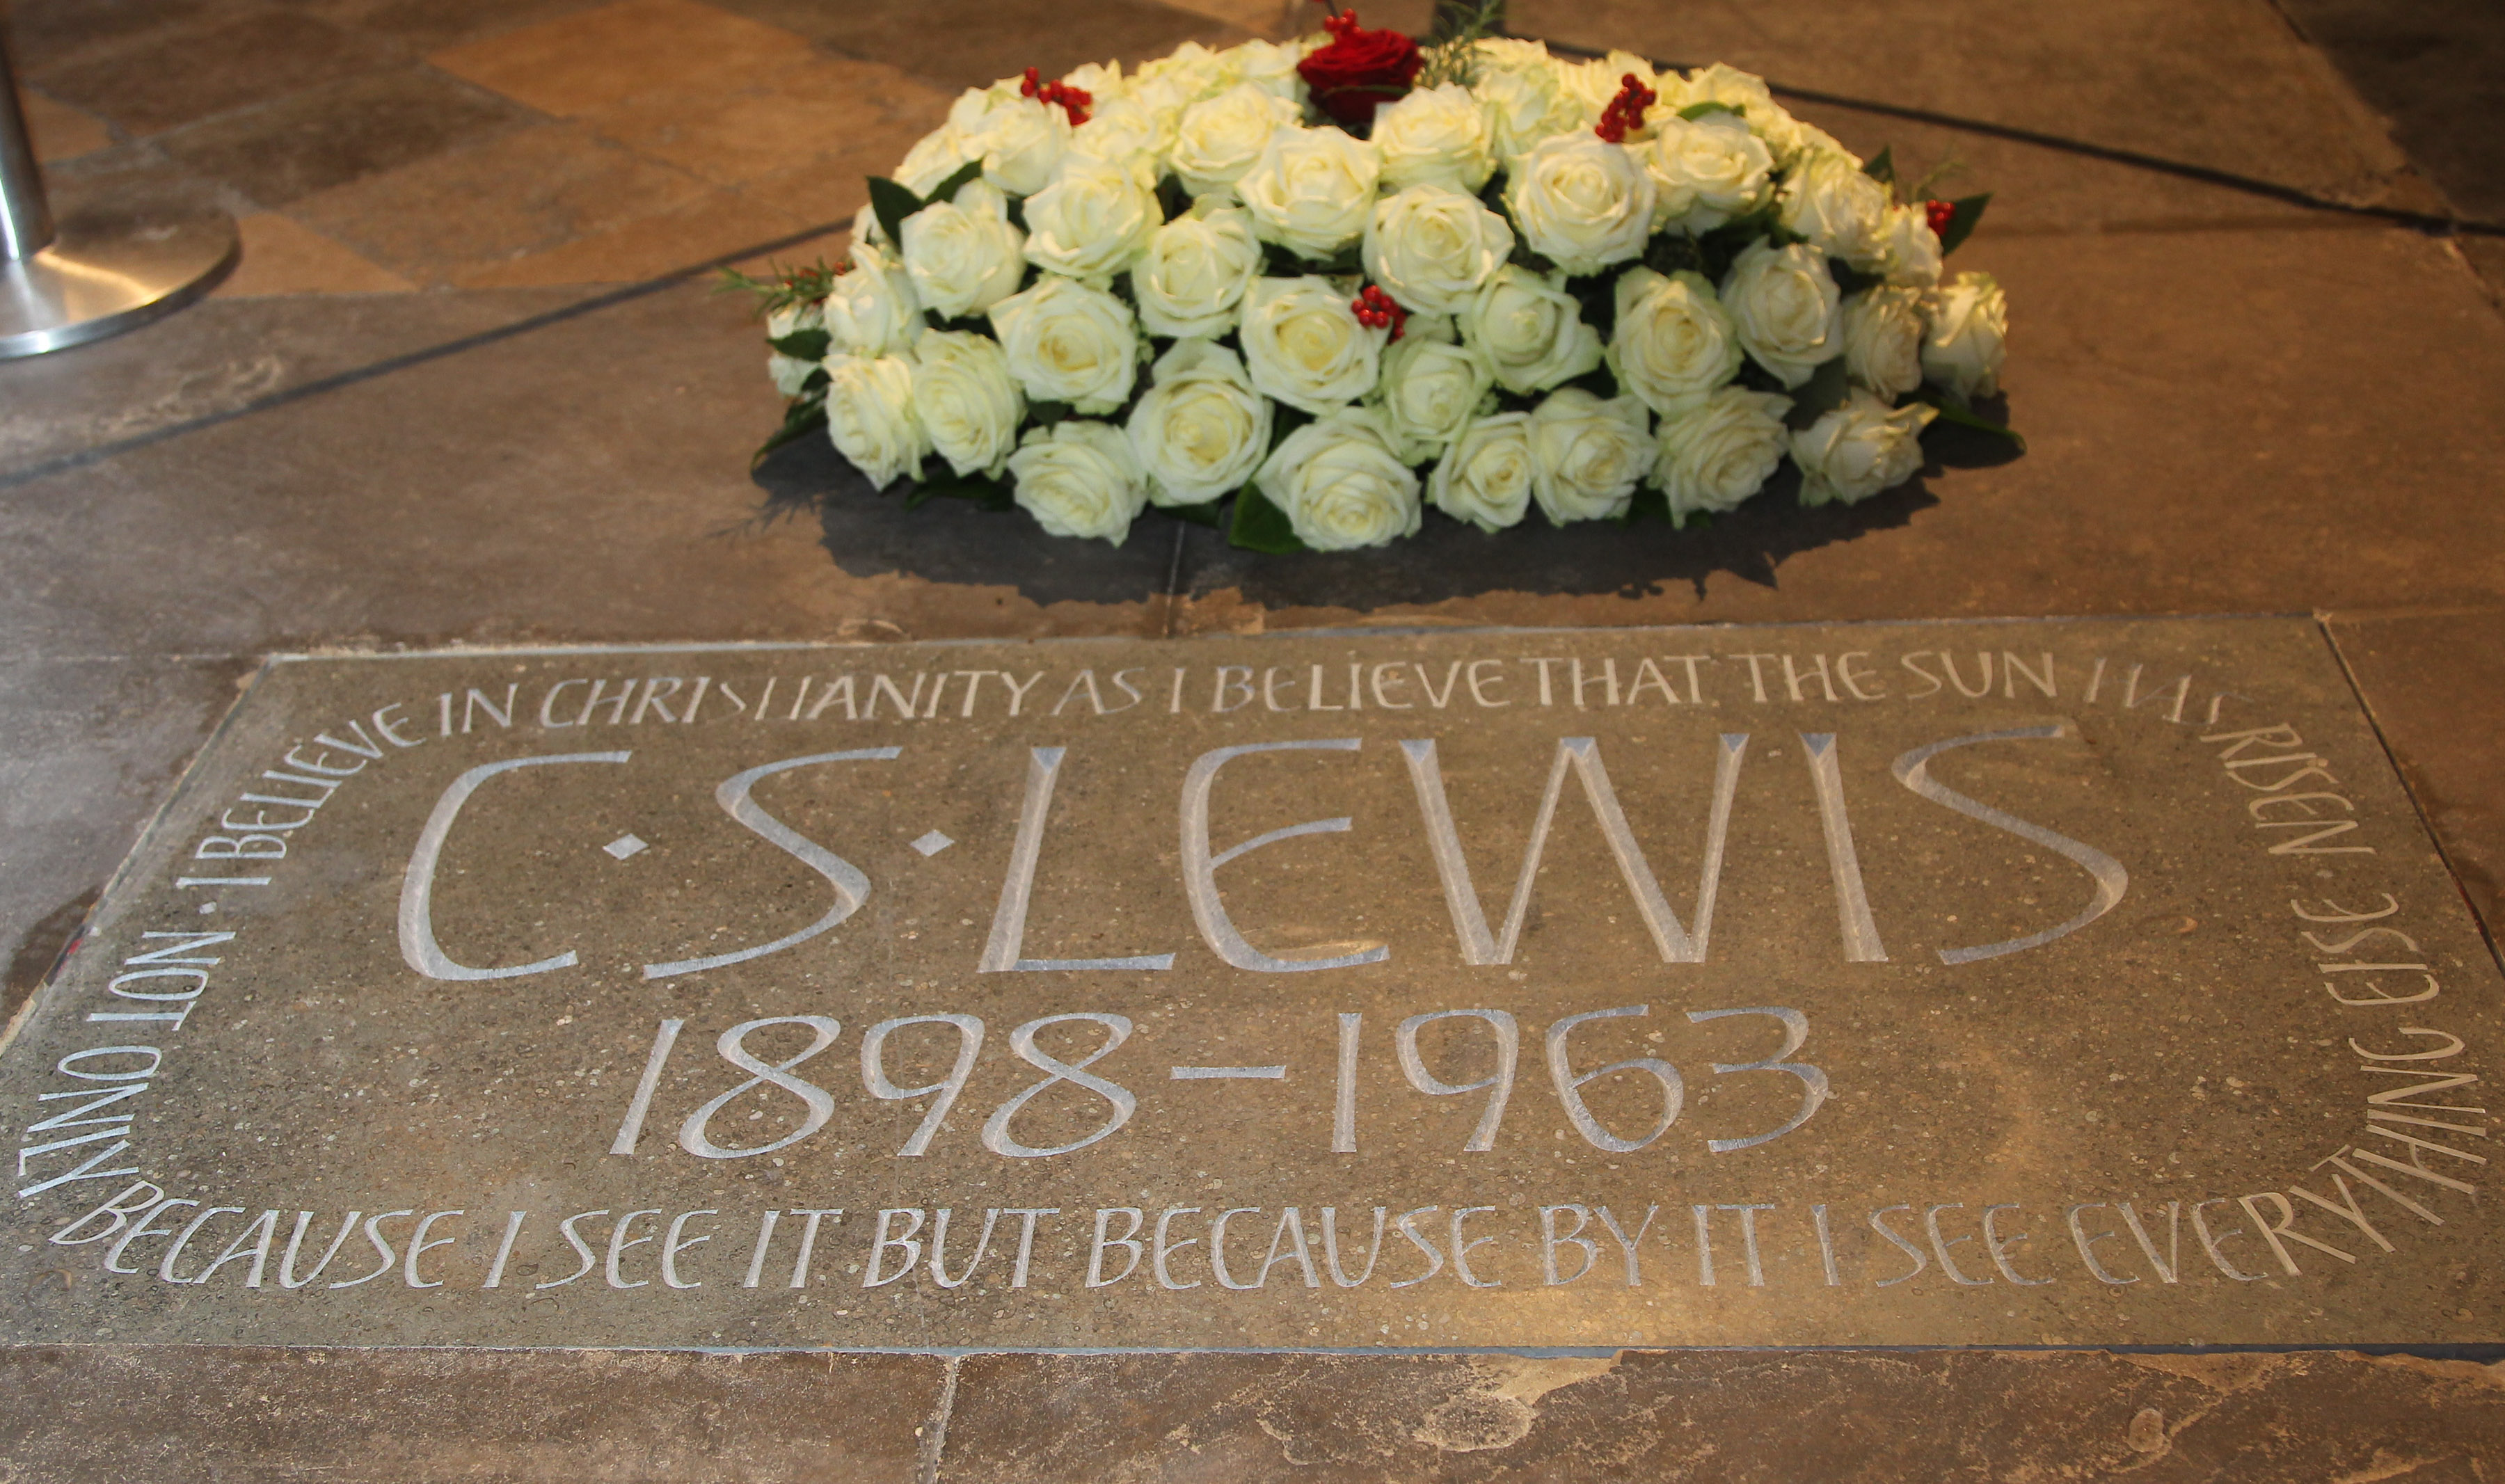 I BELIEVE IN CHRISTIANITY AS I BELIEVE THAT THE SUN HAS RISEN ·
C·S·LEWIS
1898–1963
NOT ONLY BECAUSE I SEE IT BUT BECAUSE BY IT I SEE EVERYTHING ELSE ·